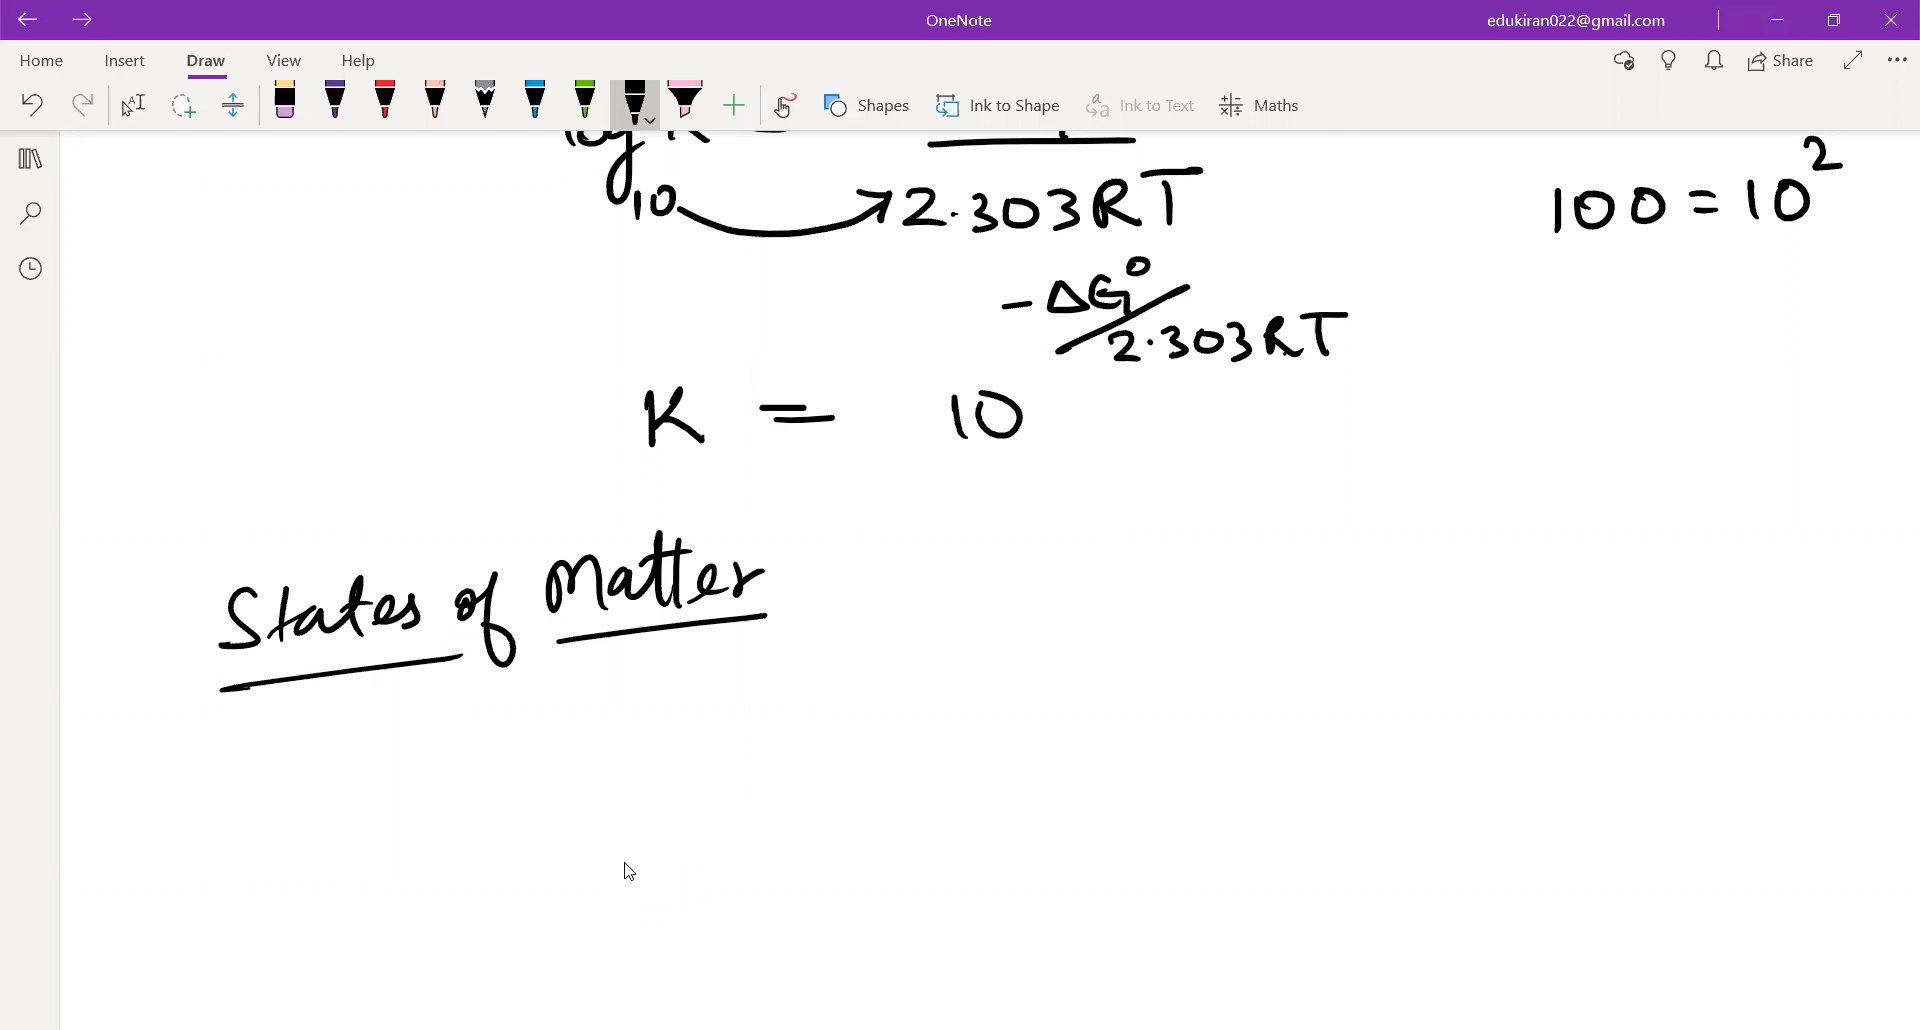 OneNote
edukiran022@gmail.com
Home Insert Draw View Help
Share
Shapes Ink to Shape Ink to Text Maths
log K =
10 2.303RT
100 = 10²
-ΔG°/2.303RT
K = 10
States of Matter